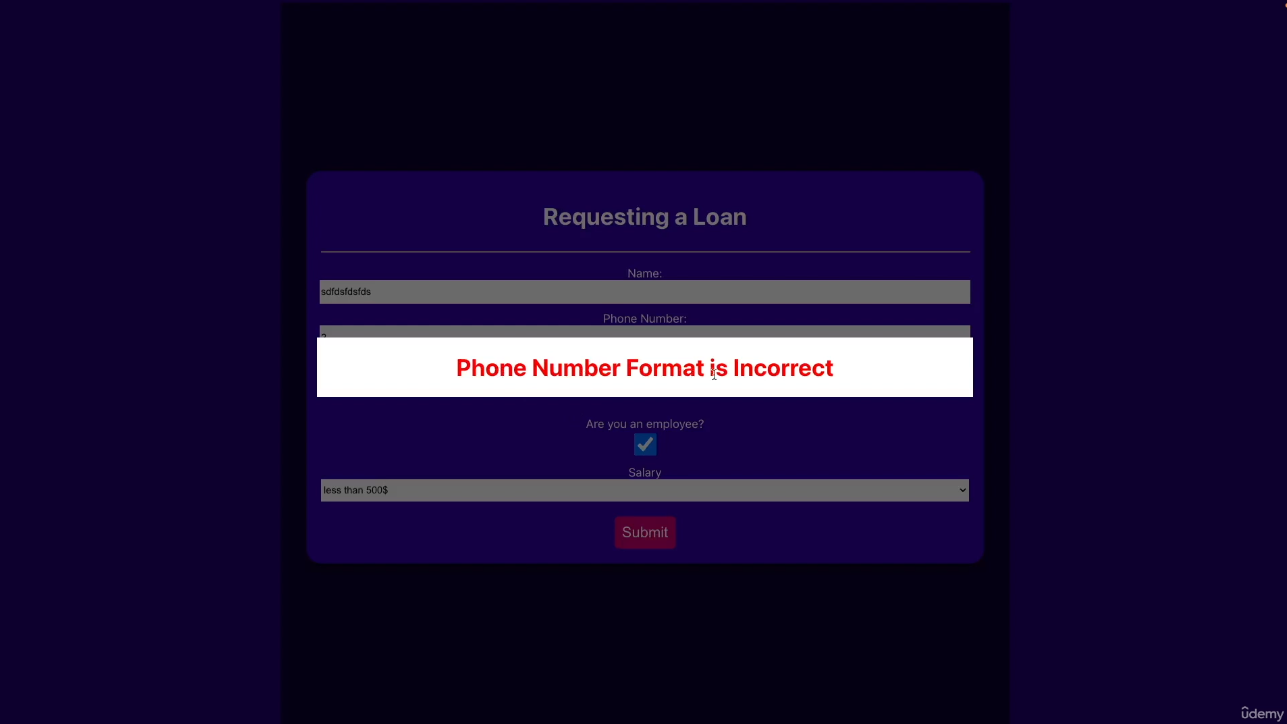 Requesting a Loan
Name:
sdfdsfdsfds
Phone Number:
Phone Number Format is Incorrect
Are you an employee?
Salary
less than 500$
Submit
ûdemy